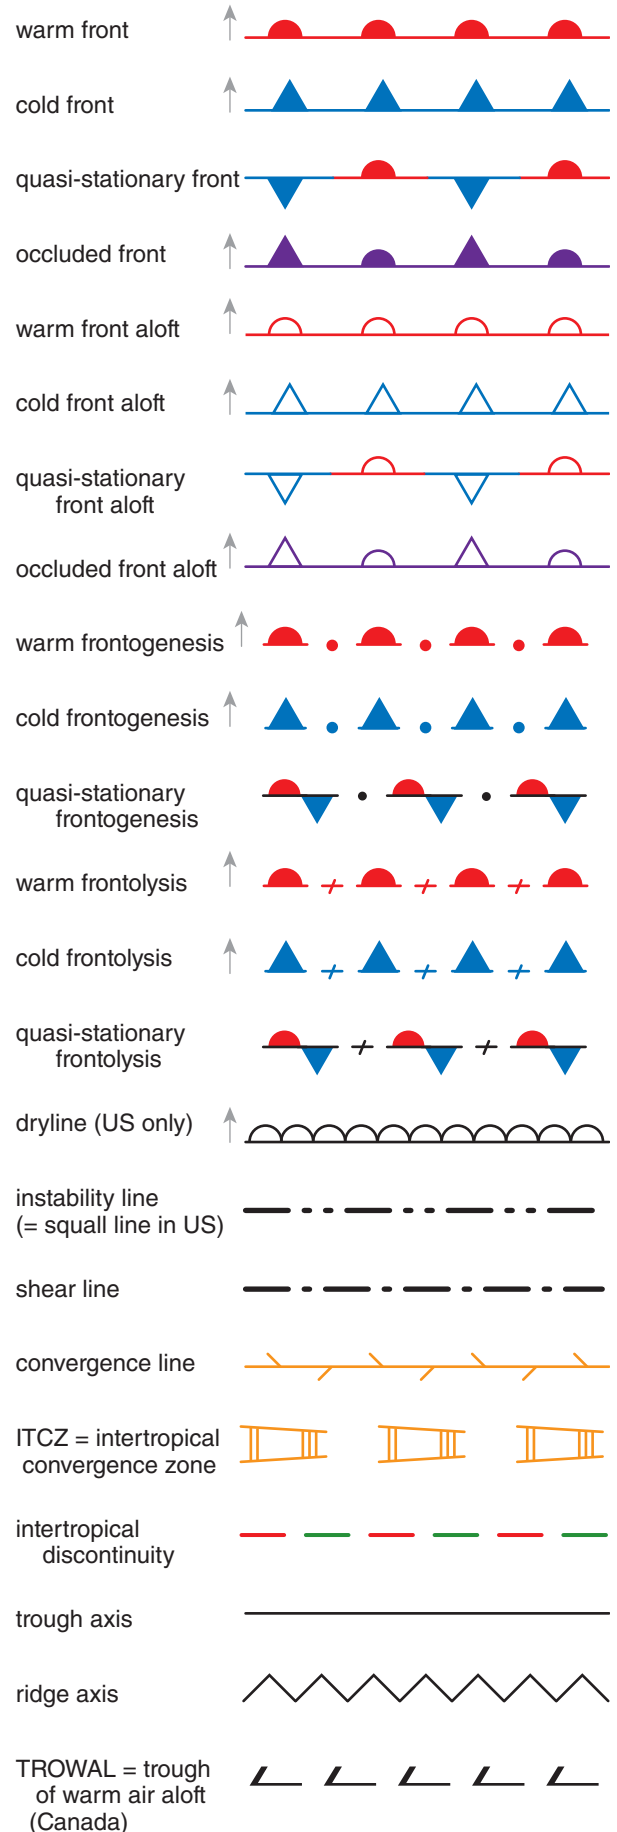 warm front
cold front
quasi-stationary front
occluded front
warm front aloft
cold front aloft
quasi-stationary
front aloft
occluded front aloft
warm frontogenesis
cold frontogenesis
quasi-stationary
frontogenesis
warm frontolysis
cold frontolysis
quasi-stationary
frontolysis
dryline (US only)
instability line
(= squall line in US)
shear line
convergence line
ITCZ = intertropical
convergence zone
intertropical
discontinuity
trough axis
ridge axis
TROWAL = trough
of warm air aloft
(Canada)